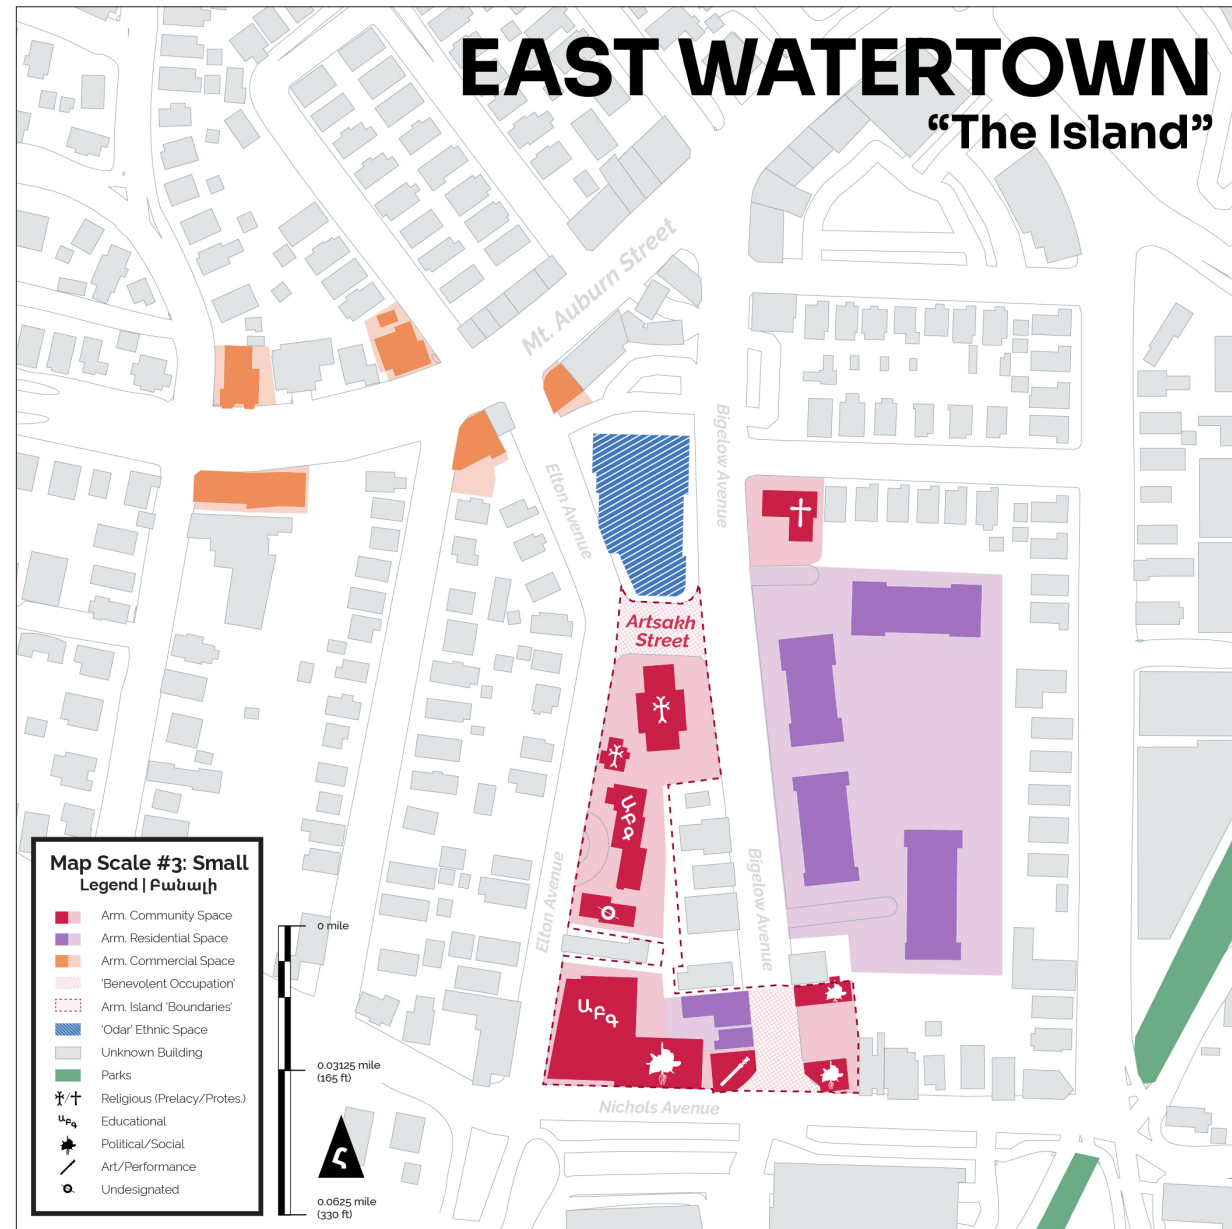 EAST WATERTOWN
“The Island”
Mt. Auburn Street
Bigelow Avenue
Elton Avenue
Artsakh
Street
ԱԲԳ
Elton Avenue
Bigelow Avenue
ԱԲԳ
Nichols Avenue
Map Scale #3: Small
Legend | Բանալի
Arm. Community Space
Arm. Residential Space
Arm. Commercial Space
'Benevolent Occupation'
Arm. Island 'Boundaries'
'Odar' Ethnic Space
Unknown Building
Parks
Religious (Prelacy/Protes.)
ԱԲԳ Educational
Political/Social
Art/Performance
Undesignated
0 mile
0.03125 mile
(165 ft)
0.0625 mile
(330 ft)
Հ